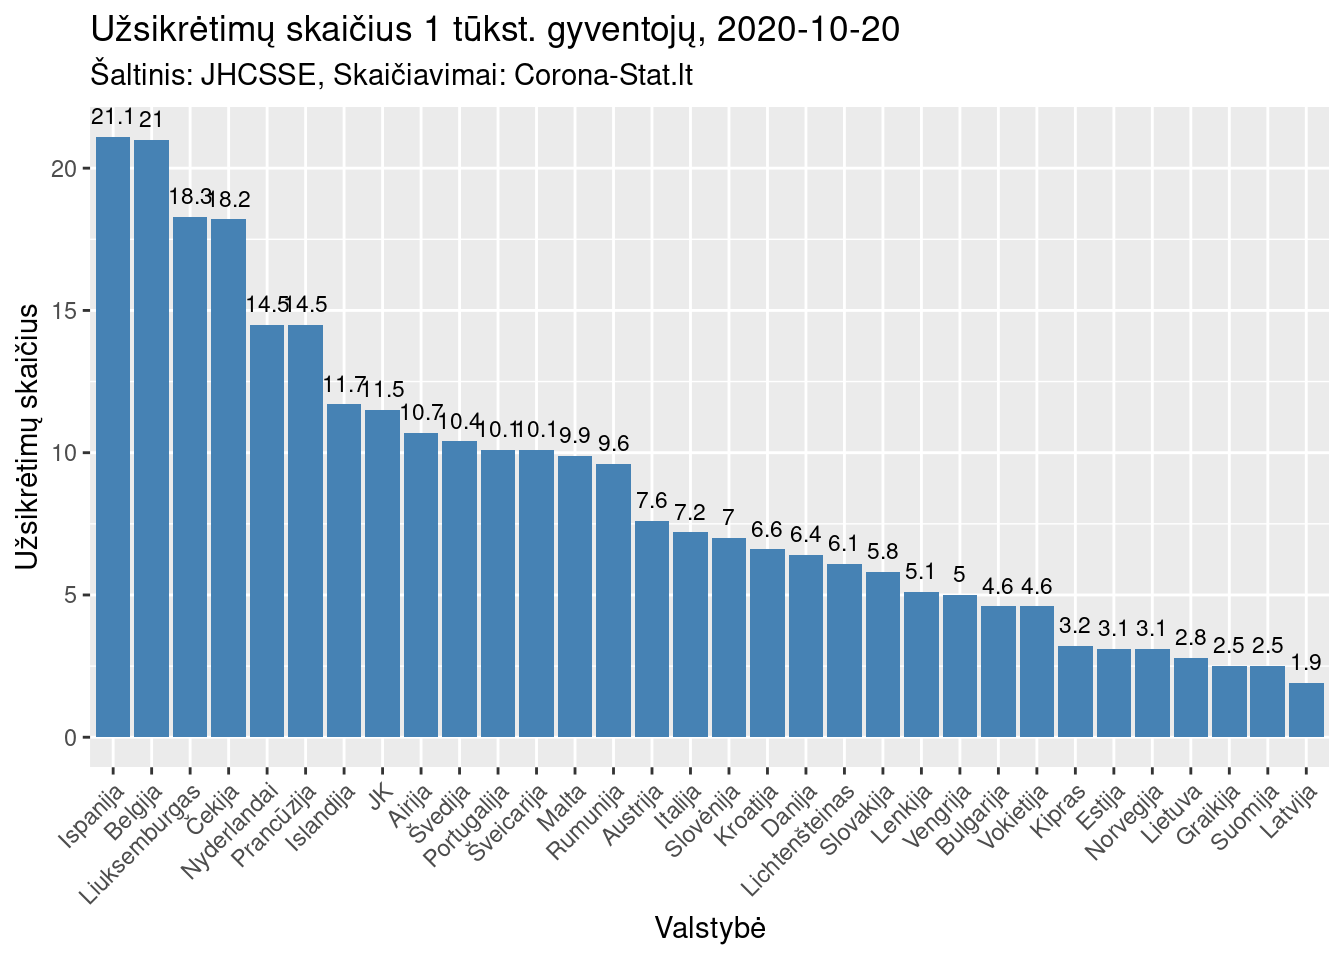 Užsikrėtimų skaičius 1 tūkst. gyventojų, 2020-10-20
Šaltinis: JHCSSE, Skaičiavimai: Corona-Stat.lt
Užsikrėtimų skaičius
20
15
10
5
0
21.1 21 18.3 18.2 14.5 14.5 11.7 11.5 10.7 10.4 10.1 10.1 9.9 9.6 7.6 7.2 7 6.6 6.4 6.1 5.8 5.1 5 4.6 4.6 3.2 3.1 3.1 2.8 2.5 2.5 1.9
Ispanija
Belgija
Liuksemburgas
Čekija
Nyderlandai
Prancūzija
Islandija
JK
Airija
Švedija
Portugalija
Šveicarija
Malta
Rumunija
Austrija
Italija
Slovėnija
Kroatija
Danija
Lichtenšteinas
Slovakija
Lenkija
Vengrija
Bulgarija
Vokietija
Kipras
Estija
Norvegija
Lietuva
Graikija
Suomija
Latvija
Valstybė